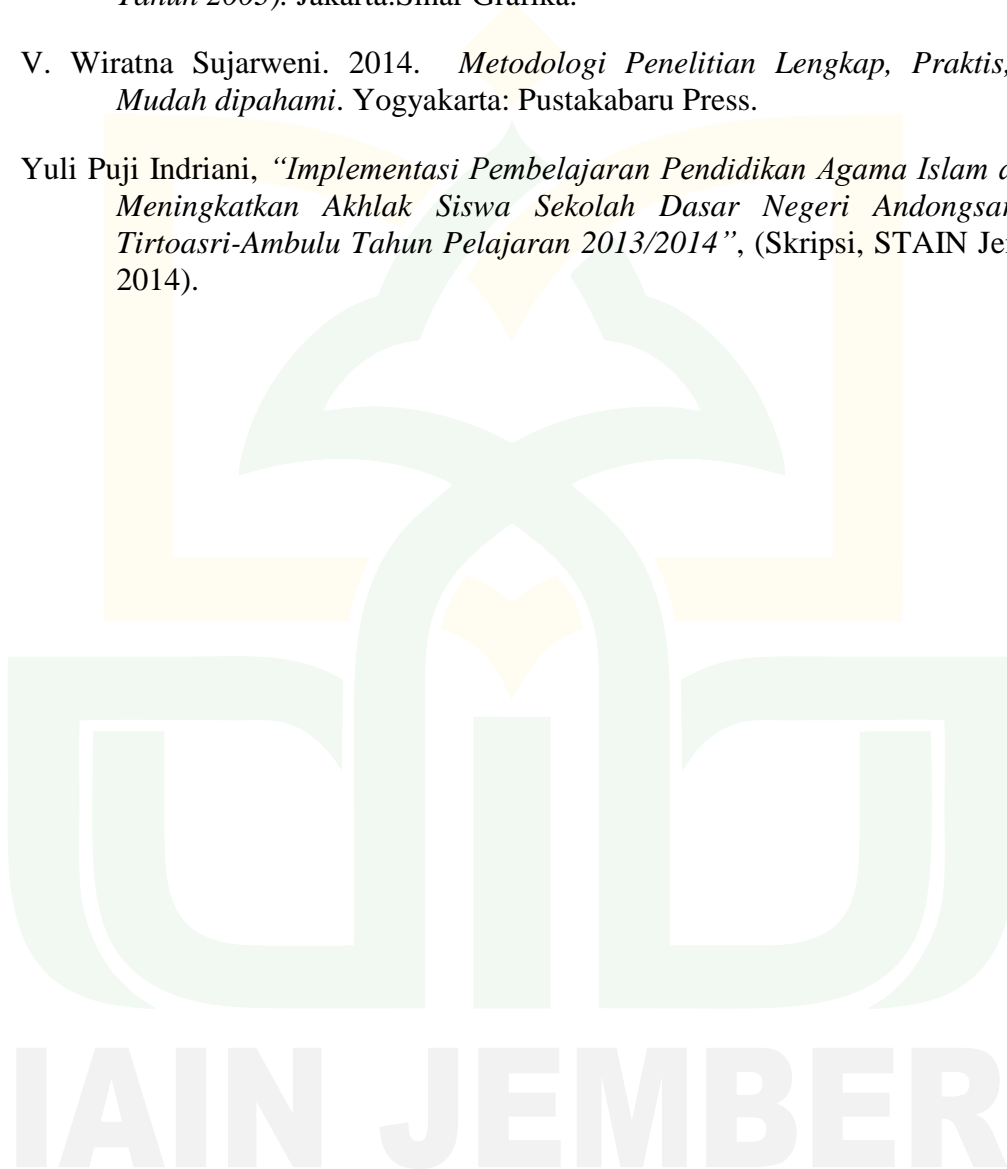 Tahun 2003). Jakarta:Sinar Grafika.
V. Wiratna Sujarweni. 2014. Metodologi Penelitian Lengkap, Praktis,
Mudah dipahami. Yogyakarta: Pustakabaru Press.
Yuli Puji Indriani, “Implementasi Pembelajaran Pendidikan Agama Islam
Meningkatkan Akhlak Siswa Sekolah Dasar Negeri
Tirtoasri-Ambulu Tahun Pelajaran 2013/2014”, (Skripsi, STAIN
2014).
IAIN JEMBER